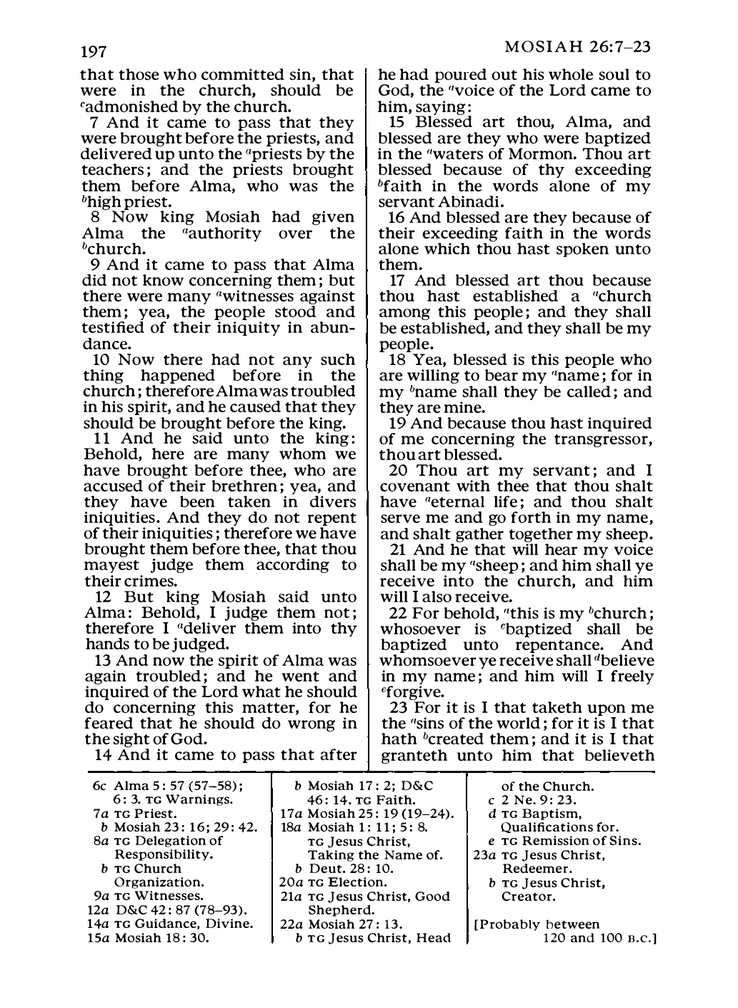 197
MOSIAH 26:7–23
that those who committed sin, that
were in the church, should be
cadmonished by the church.
7 And it came to pass that they
were brought before the priests, and
delivered up unto the apriests by the
teachers; and the priests brought
them before Alma, who was the
bhigh priest.
8 Now king Mosiah had given
Alma the aauthority over the
bchurch.
9 And it came to pass that Alma
did not know concerning them; but
there were many awitnesses against
them; yea, the people stood and
testified of their iniquity in abun-
dance.
10 Now there had not any such
thing happened before in the
church; therefore Alma was troubled
in his spirit, and he caused that they
should be brought before the king.
11 And he said unto the king:
Behold, here are many whom we
have brought before thee, who are
accused of their brethren; yea, and
they have been taken in divers
iniquities. And they do not repent
of their iniquities; therefore we have
brought them before thee, that thou
mayest judge them according to
their crimes.
12 But king Mosiah said unto
Alma: Behold, I judge them not;
therefore I adeliver them into thy
hands to be judged.
13 And now the spirit of Alma was
again troubled; and he went and
inquired of the Lord what he should
do concerning this matter, for he
feared that he should do wrong in
the sight of God.
14 And it came to pass that after
he had poured out his whole soul to
God, the avoice of the Lord came to
him, saying:
15 Blessed art thou, Alma, and
blessed are they who were baptized
in the awaters of Mormon. Thou art
blessed because of thy exceeding
bfaith in the words alone of my
servant Abinadi.
16 And blessed are they because of
their exceeding faith in the words
alone which thou hast spoken unto
them.
17 And blessed art thou because
thou hast established a achurch
among this people; and they shall
be established, and they shall be my
people.
18 Yea, blessed is this people who
are willing to bear my aname; for in
my bname shall they be called; and
they are mine.
19 And because thou hast inquired
of me concerning the transgressor,
thou art blessed.
20 Thou art my servant; and I
covenant with thee that thou shalt
have aeternal life; and thou shalt
serve me and go forth in my name,
and shalt gather together my sheep.
21 And he that will hear my voice
shall be my asheep; and him shall ye
receive into the church, and him
will I also receive.
22 For behold, athis is my bchurch;
whosoever is cbaptized shall be
baptized unto repentance. And
whomsoever ye receive shall dbelieve
in my name; and him will I freely
eforgive.
23 For it is I that taketh upon me
the asins of the world; for it is I that
hath bcreated them; and it is I that
granteth unto him that believeth
6c Alma 5: 57 (57–58);
6: 3. TG Warnings.
7a TG Priest.
b Mosiah 23: 16; 29: 42.
8a TG Delegation of
Responsibility.
b TG Church
Organization.
9a TG Witnesses.
12a D&C 42: 87 (78–93).
14a TG Guidance, Divine.
15a Mosiah 18: 30.
b Mosiah 17: 2; D&C
46: 14. TG Faith.
17a Mosiah 25: 19 (19–24).
18a Mosiah 1: 11; 5: 8.
TG Jesus Christ,
Taking the Name of.
b Deut. 28: 10.
20a TG Election.
21a TG Jesus Christ, Good
Shepherd.
22a Mosiah 27: 13.
b TG Jesus Christ, Head
of the Church.
c 2 Ne. 9: 23.
d TG Baptism,
Qualifications for.
e TG Remission of Sins.
23a TG Jesus Christ,
Redeemer.
b TG Jesus Christ,
Creator.
[Probably between
120 and 100 B.C.]